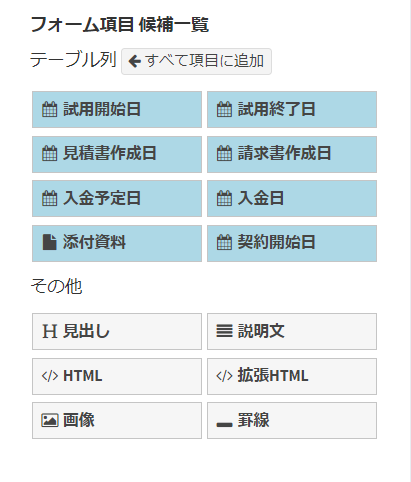 フォーム項目 候補一覧
テーブル列 すべて項目に追加
試用開始日 試用終了日
見積書作成日 請求書作成日
入金予定日 入金日
添付資料 契約開始日
その他
H 見出し 説明文
</> HTML </> 拡張HTML
画像 罫線